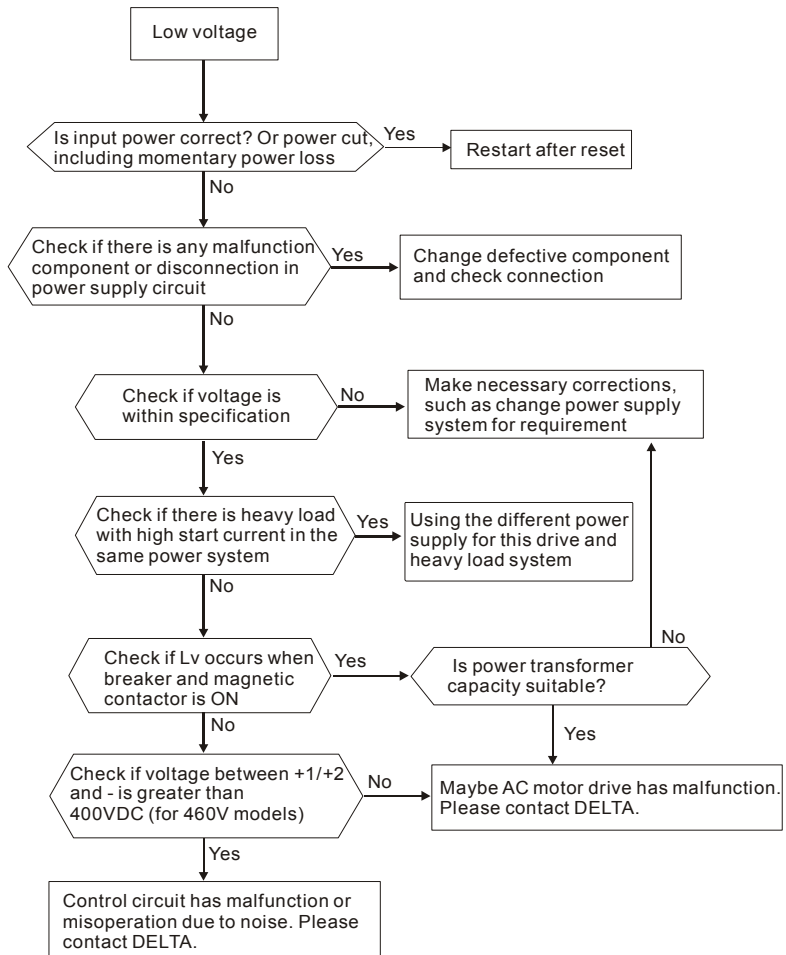 Low voltage
Is input power correct? Or power cut,
including momentary power loss
Yes
Restart after reset
No
Check if there is any malfunction
component or disconnection in
power supply circuit
Yes
Change defective component
and check connection
No
Check if voltage is
within specification
No
Make necessary corrections,
such as change power supply
system for requirement
Yes
Check if there is heavy load
with high start current in the
same power system
Yes
Using the different power
supply for this drive and
heavy load system
No
Check if Lv occurs when
breaker and magnetic
contactor is ON
Yes
Is power transformer
capacity suitable?
No
Yes
No
Check if voltage between +1/+2
and - is greater than
400VDC (for 460V models)
No
Maybe AC motor drive has malfunction.
Please contact DELTA.
Yes
Control circuit has malfunction or
misoperation due to noise. Please
contact DELTA.